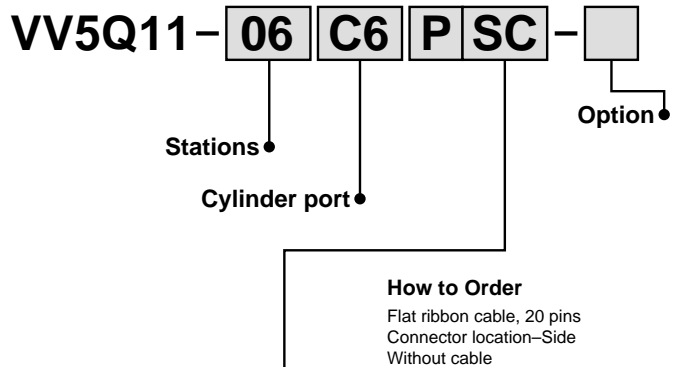 VV5Q11–06 C6 P SC–
Option
Stations
Cylinder port
How to Order
Flat ribbon cable, 20 pins
Connector location–Side
Without cable